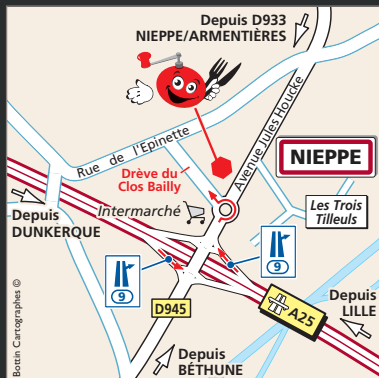 Depuis D933
NIEPPE/ARMENTIÈRES
Rue de l'Epinette
Avenue Jules Houcke
Drève du
Clos Bailly
NIEPPE
Intermarché
Les Trois
Tilleuls
Depuis
DUNKERQUE
9
9
D945
A25
Depuis
LILLE
Depuis
BÉTHUNE
Bottin Cartographes ©